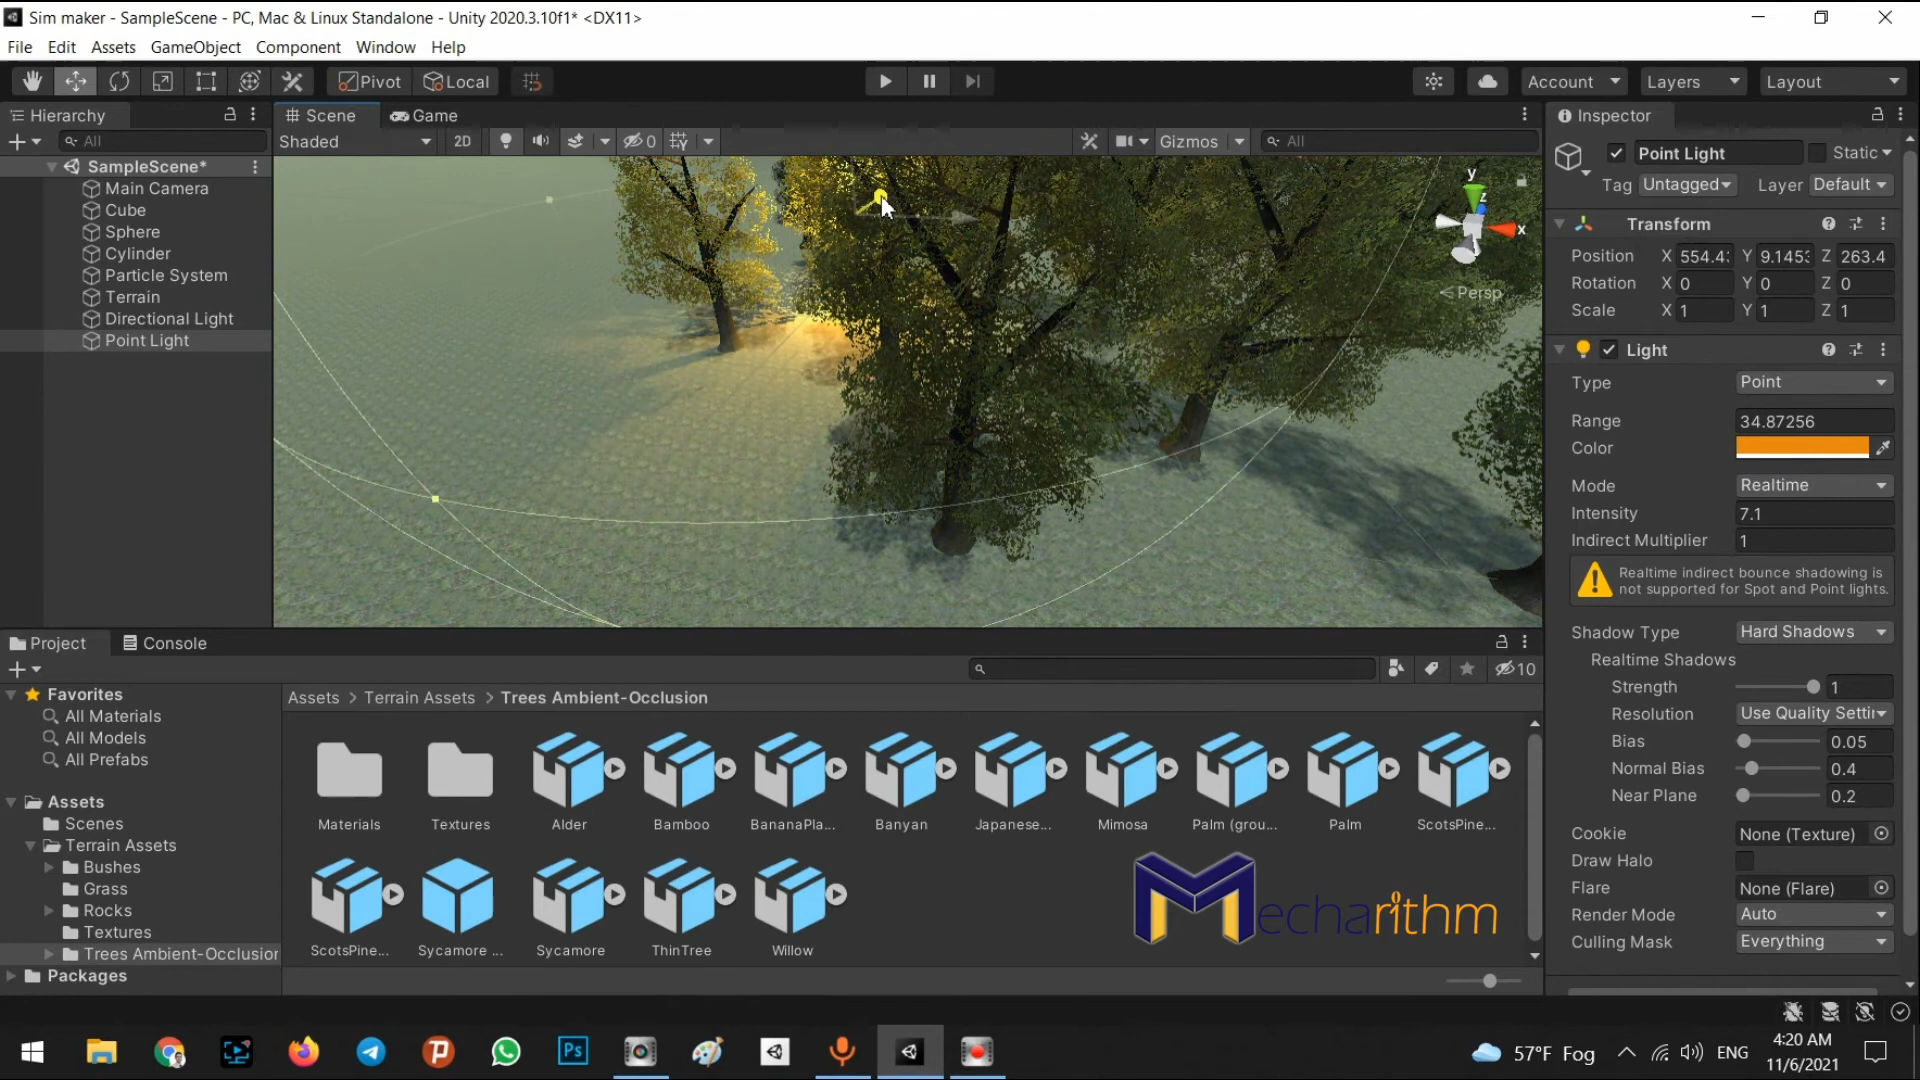 Sim maker - SampleScene - PC, Mac & Linux Standalone - Unity 2020.3.10f1* <DX11>
File Edit Assets GameObject Component Window Help
Pivot Local Account Layers Layout
Hierarchy
All
SampleScene*
Main Camera
Cube
Sphere
Cylinder
Particle System
Terrain
Directional Light
Point Light
Scene Game
Shaded 2D 0 Gizmos All
y
z
x
Persp
Inspector
Point Light Static
Tag Untagged Layer Default
Transform
Position X 554.4 Y 9.145 Z 263.4
Rotation X 0 Y 0 Z 0
Scale X 1 Y 1 Z 1
Light
Type Point
Range 34.87256
Color
Mode Realtime
Intensity 7.1
Indirect Multiplier 1
Realtime indirect bounce shadowing is
not supported for Spot and Point lights.
Shadow Type Hard Shadows
Realtime Shadows
Strength 1
Resolution Use Quality Settin
Bias 0.05
Normal Bias 0.4
Near Plane 0.2
Cookie None (Texture)
Draw Halo
Flare None (Flare)
Render Mode Auto
Culling Mask Everything
Project Console
10
Favorites
All Materials
All Models
All Prefabs
Assets
Scenes
Terrain Assets
Bushes
Grass
Rocks
Textures
Trees Ambient-Occlusion
Packages
Assets > Terrain Assets > Trees Ambient-Occlusion
Materials Textures Alder Bamboo BananaPla... Banyan Japanese... Mimosa Palm (grou... Palm ScotsPine...
ScotsPine... Sycamore ... Sycamore ThinTree Willow
Mecharithm
Ps
57°F Fog ENG
4:20 AM
11/6/2021